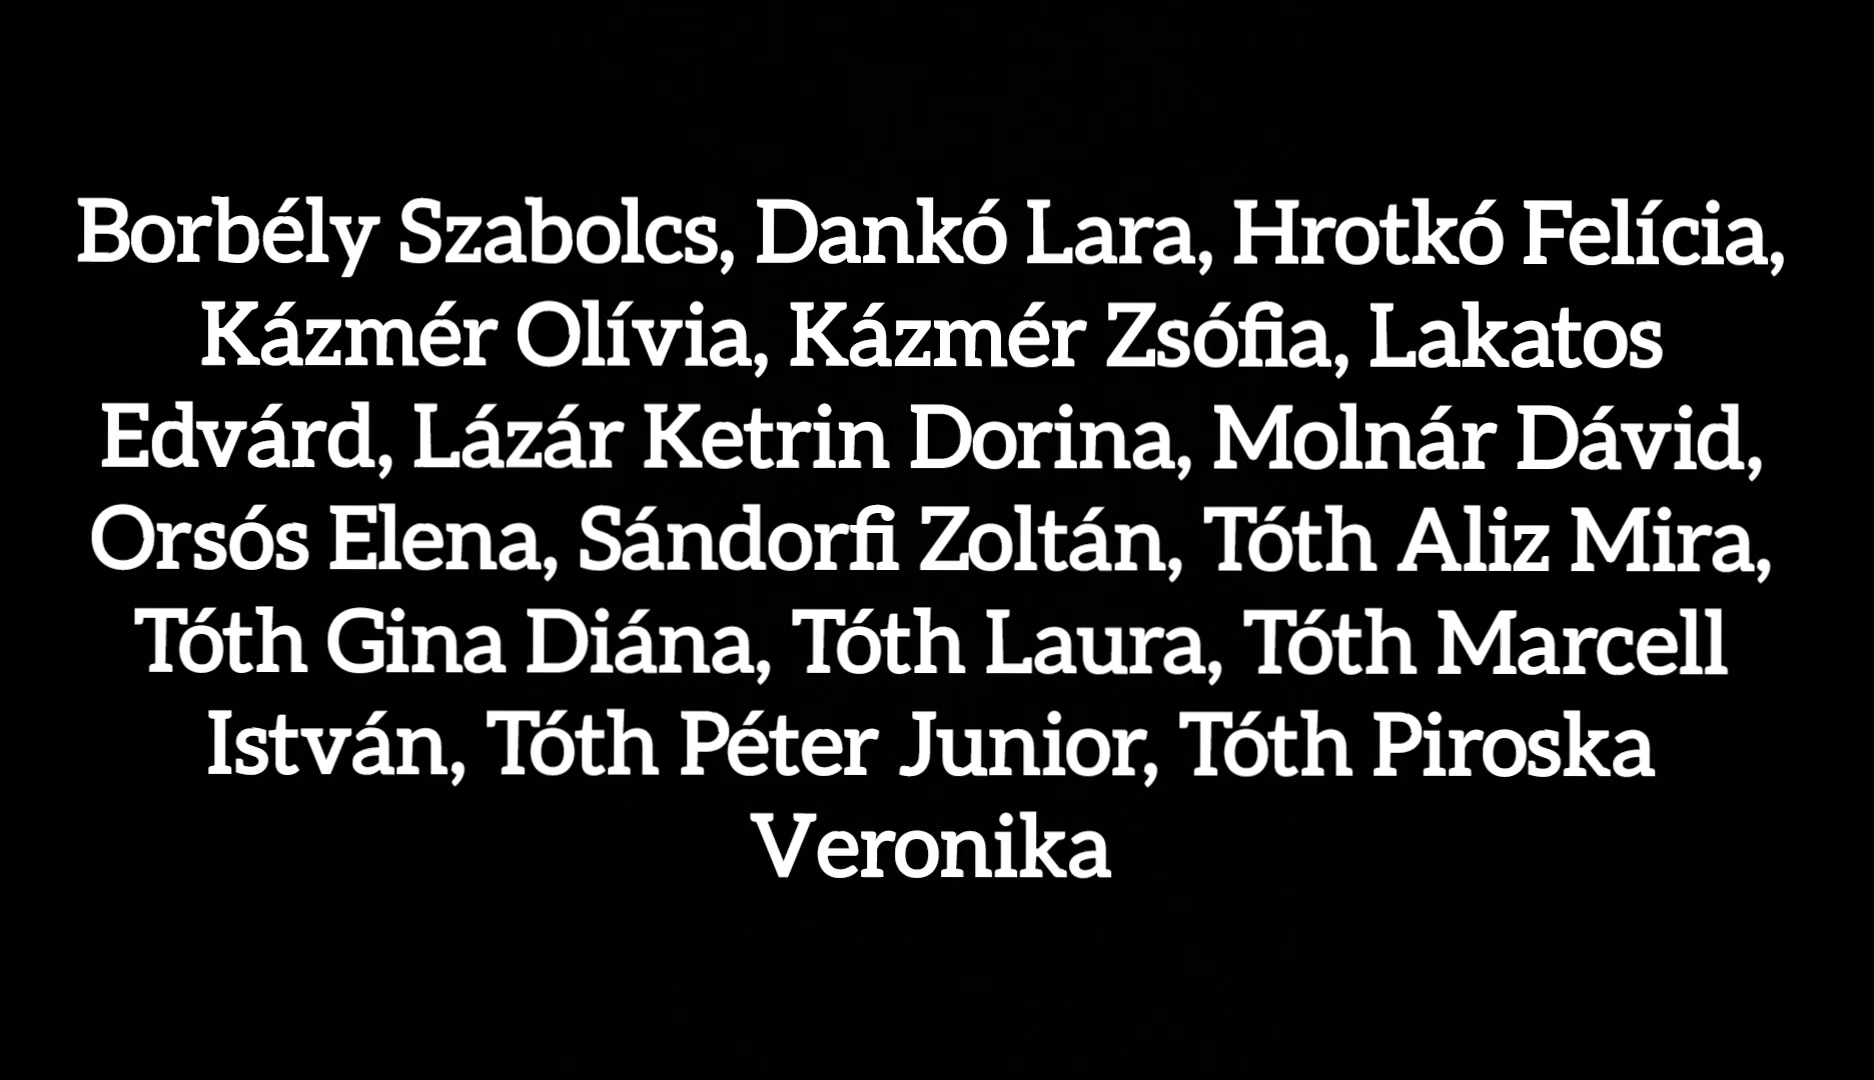 Borbély Szabolcs, Dankó Lara, Hrotkó Felícia,
Kázmér Olívia, Kázmér Zsófia, Lakatos
Edvárd, Lázár Ketrin Dorina, Molnár Dávid,
Orsós Elena, Sándorfi Zoltán, Tóth Aliz Mira,
Tóth Gina Diána, Tóth Laura, Tóth Marcell
István, Tóth Péter Junior, Tóth Piroska
Veronika